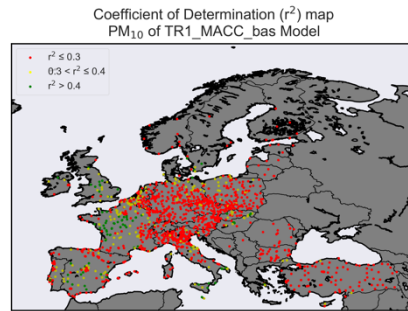 Coefficient of Determination (r²) map
PM₁₀ of TR1_MACC_bas Model
r² ≤ 0.3
0.3 < r² ≤ 0.4
r² > 0.4